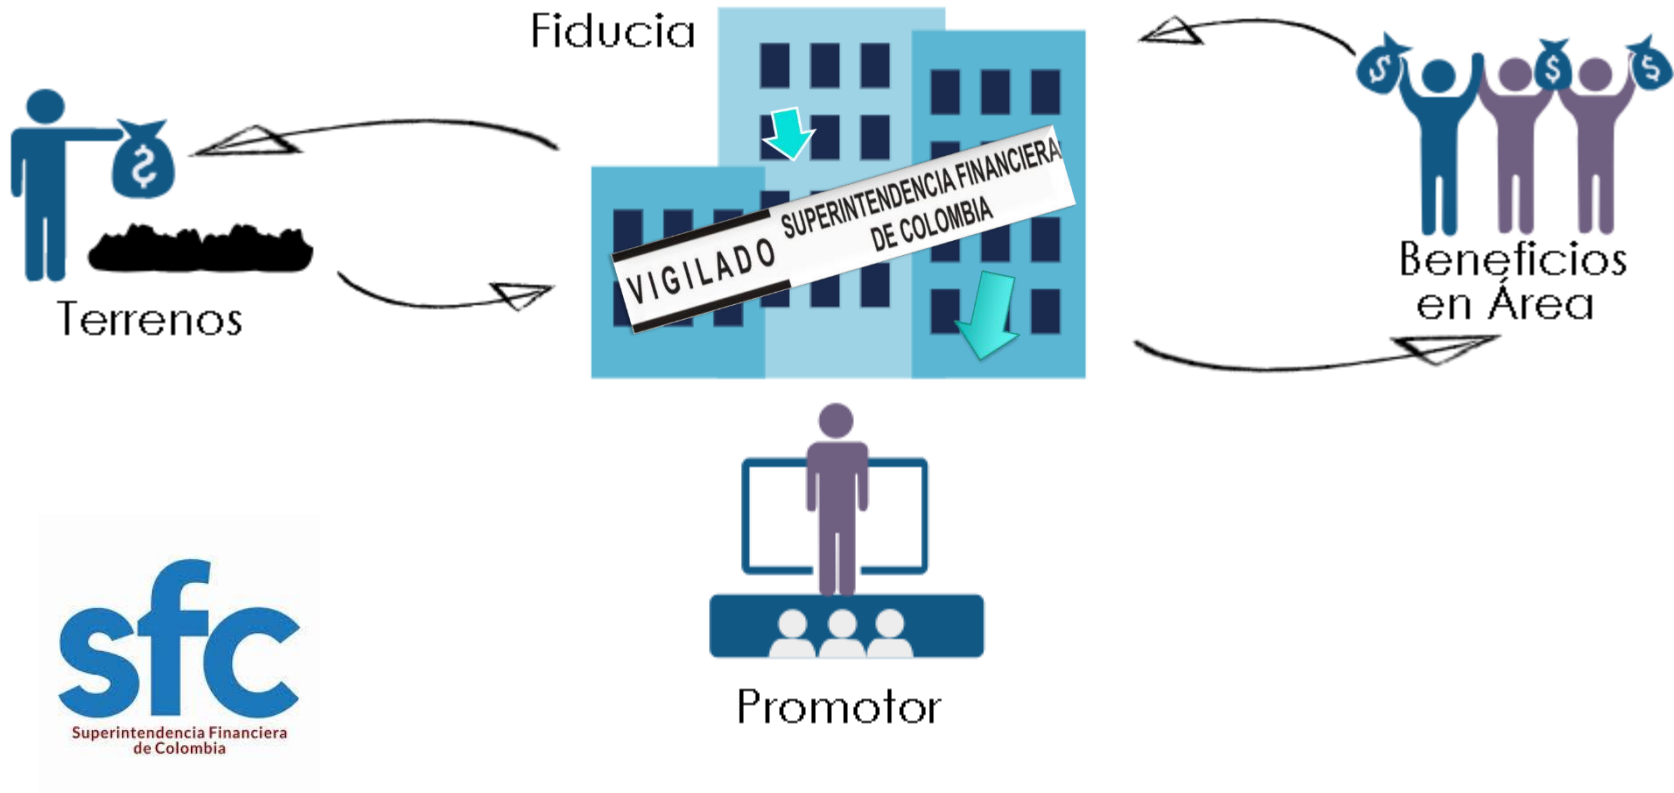 Fiducia
VIGILADO
SUPERINTENDENCIA FINANCIERA
DE COLOMBIA
Terrenos
Beneficios
en Área
Promotor
sfc
Superintendencia Financiera
de Colombia